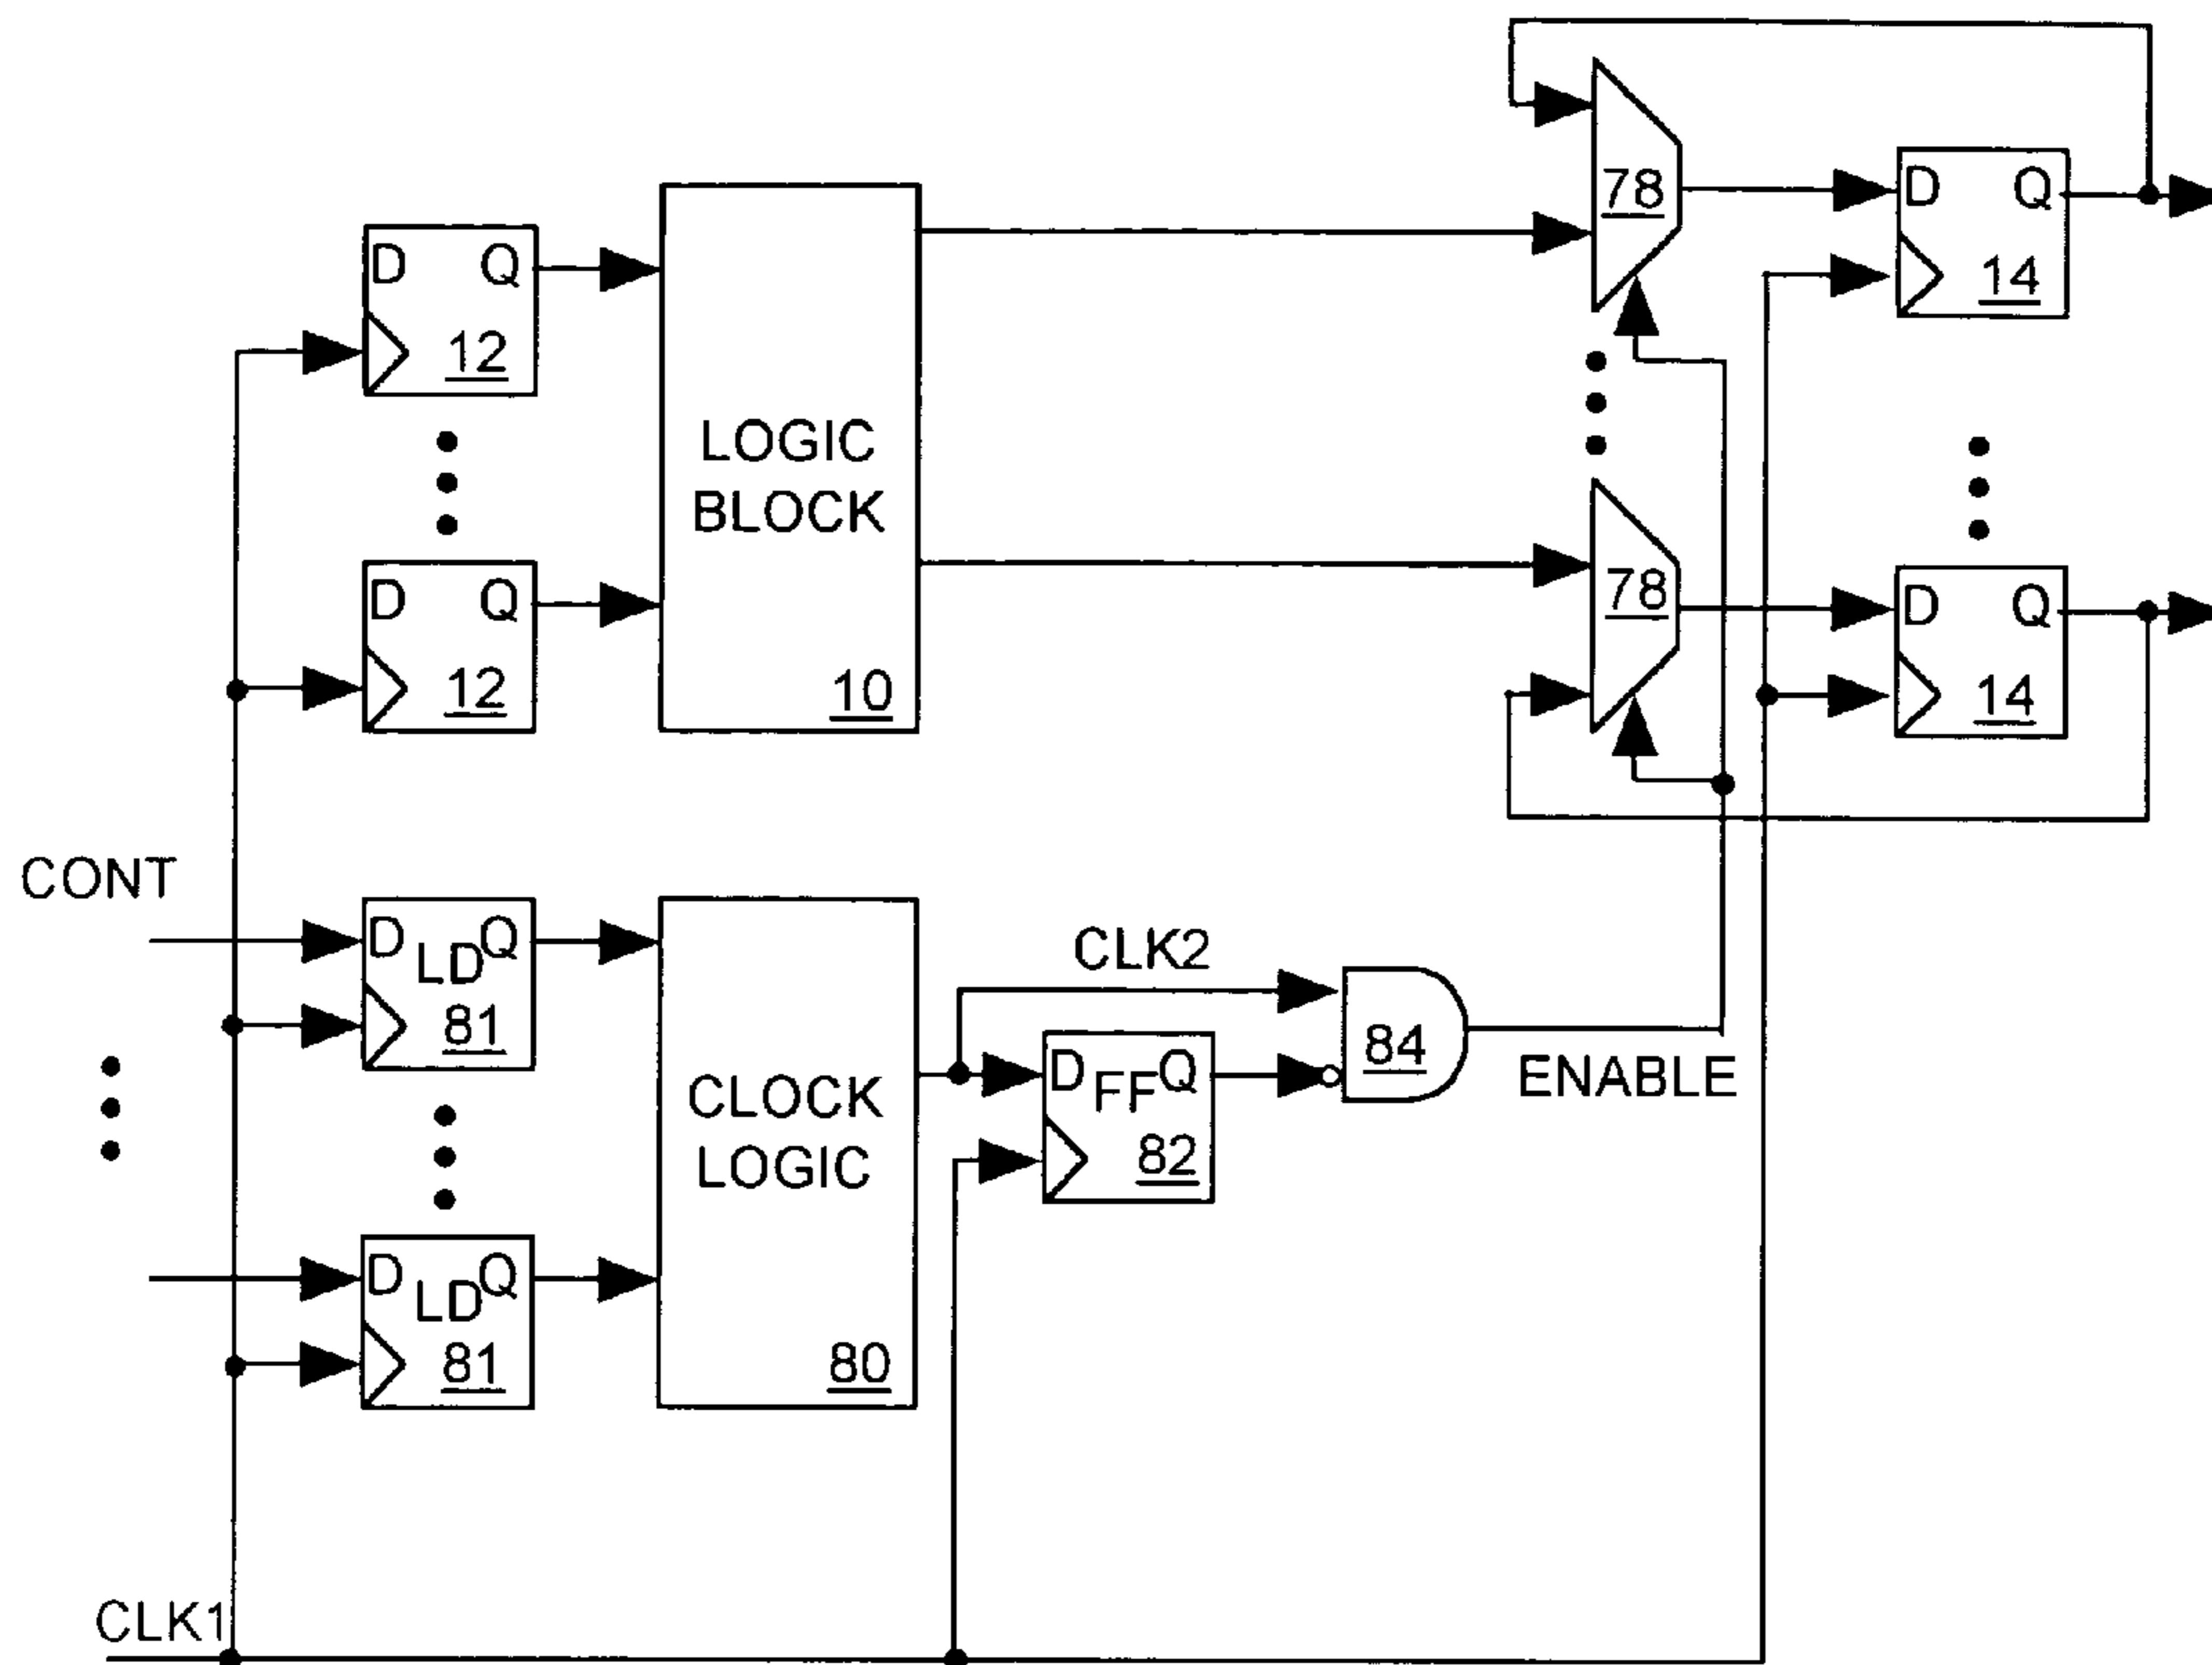 78
D Q
14
D Q
12
LOGIC
BLOCK
10
D Q
12
78
D Q
14
CONT
D LD Q
81
CLOCK
LOGIC
80
CLK2
D FF Q
82
84
ENABLE
D LD Q
81
CLK1